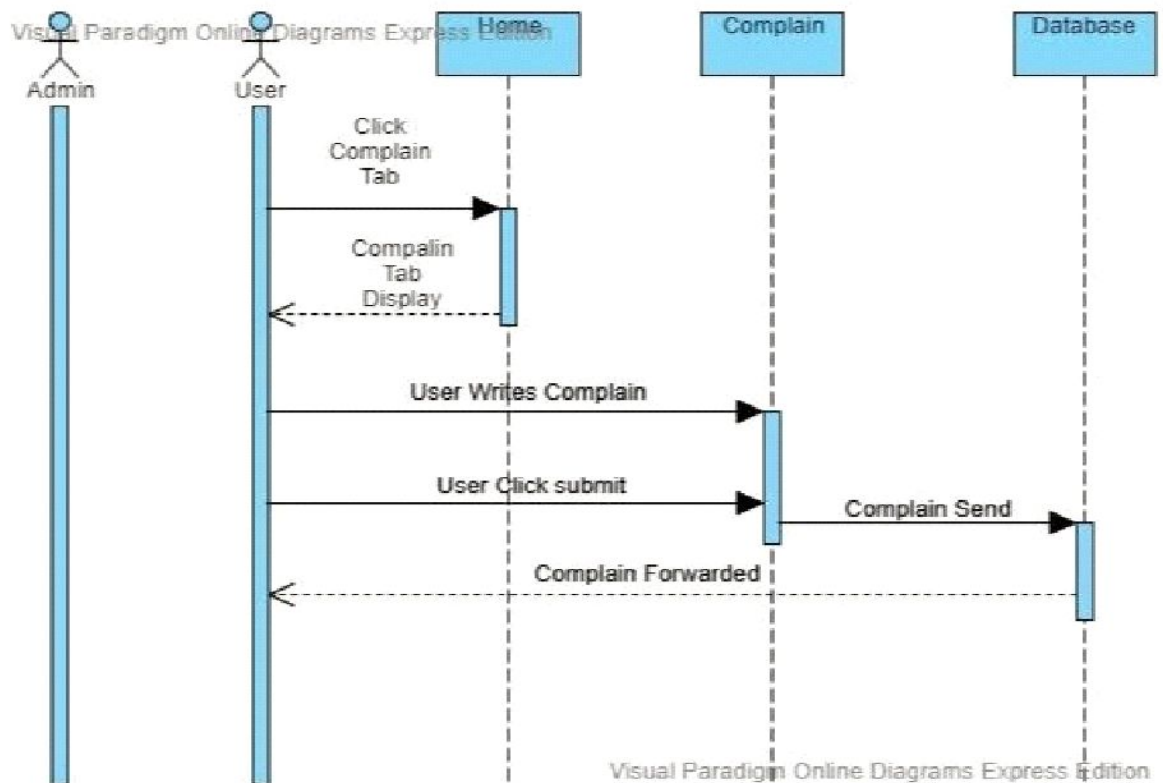 Visual Paradigm Online Diagrams Express Edition
Home
Complain
Database
Admin
User
Click
Complain
Tab
Compalin
Tab
Display
User Writes Complain
User Click submit
Complain Send
Complain Forwarded
Visual Paradigm Online Diagrams Express Edition